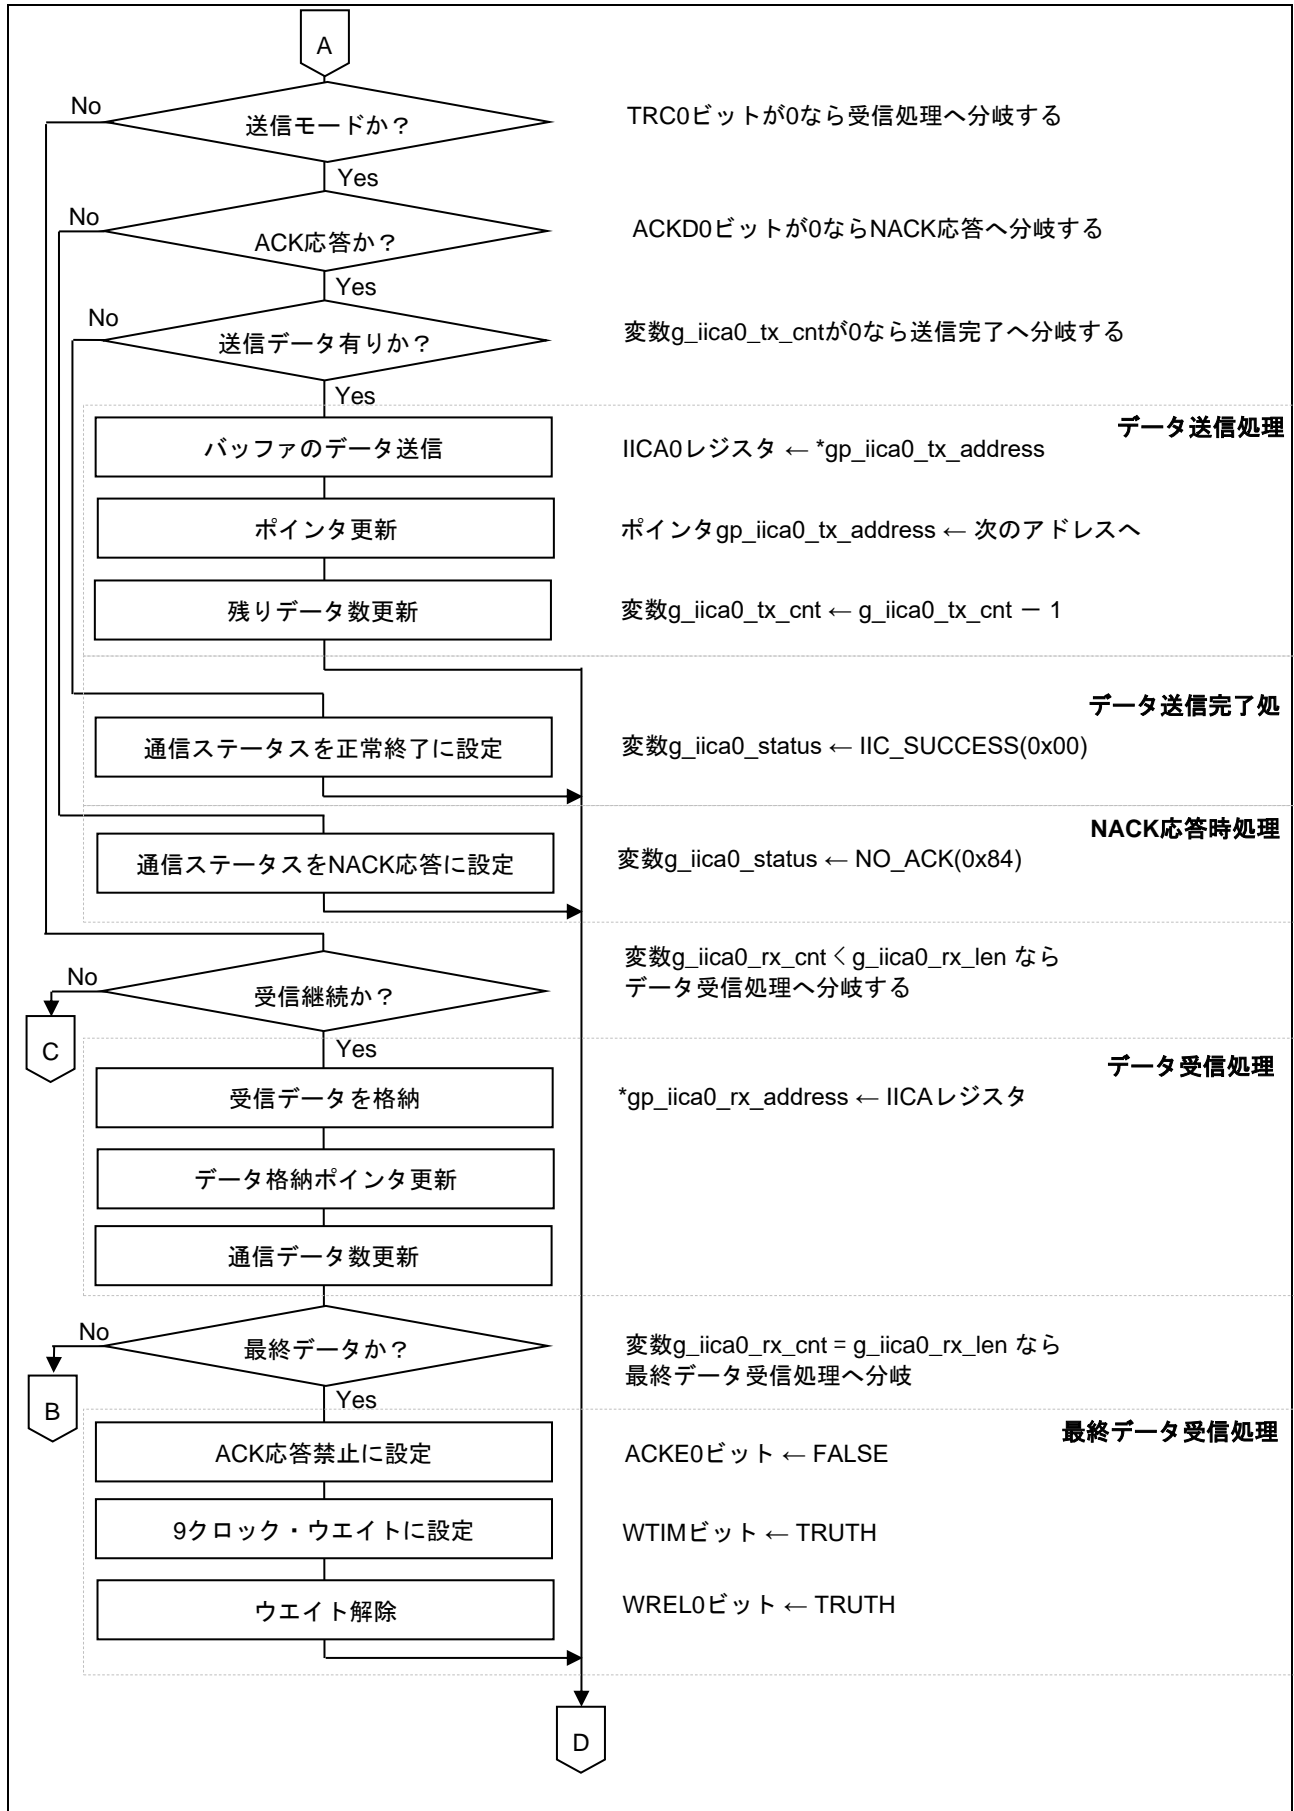 A
No
送信モードか？
TRC0ビットが0なら受信処理へ分岐する
Yes
No
ACK応答か？
ACKD0ビットが0ならNACK応答へ分岐する
Yes
No
送信データ有りか？
変数g_iica0_tx_cntが0なら送信完了へ分岐する
Yes
データ送信処理
バッファのデータ送信
IICA0レジスタ ← *gp_iica0_tx_address
ポインタ更新
ポインタgp_iica0_tx_address ← 次のアドレスへ
残りデータ数更新
変数g_iica0_tx_cnt ← g_iica0_tx_cnt － 1
データ送信完了処
通信ステータスを正常終了に設定
変数g_iica0_status ← IIC_SUCCESS(0x00)
NACK応答時処理
通信ステータスをNACK応答に設定
変数g_iica0_status ← NO_ACK(0x84)
No
受信継続か？
変数g_iica0_rx_cnt＜g_iica0_rx_len なら
データ受信処理へ分岐する
C
Yes
データ受信処理
受信データを格納
*gp_iica0_rx_address ← IICAレジスタ
データ格納ポインタ更新
通信データ数更新
No
最終データか？
変数g_iica0_rx_cnt = g_iica0_rx_len なら
最終データ受信処理へ分岐
B
Yes
最終データ受信処理
ACK応答禁止に設定
ACKE0ビット ← FALSE
9クロック・ウエイトに設定
WTIMビット ← TRUTH
ウエイト解除
WREL0ビット ← TRUTH
D